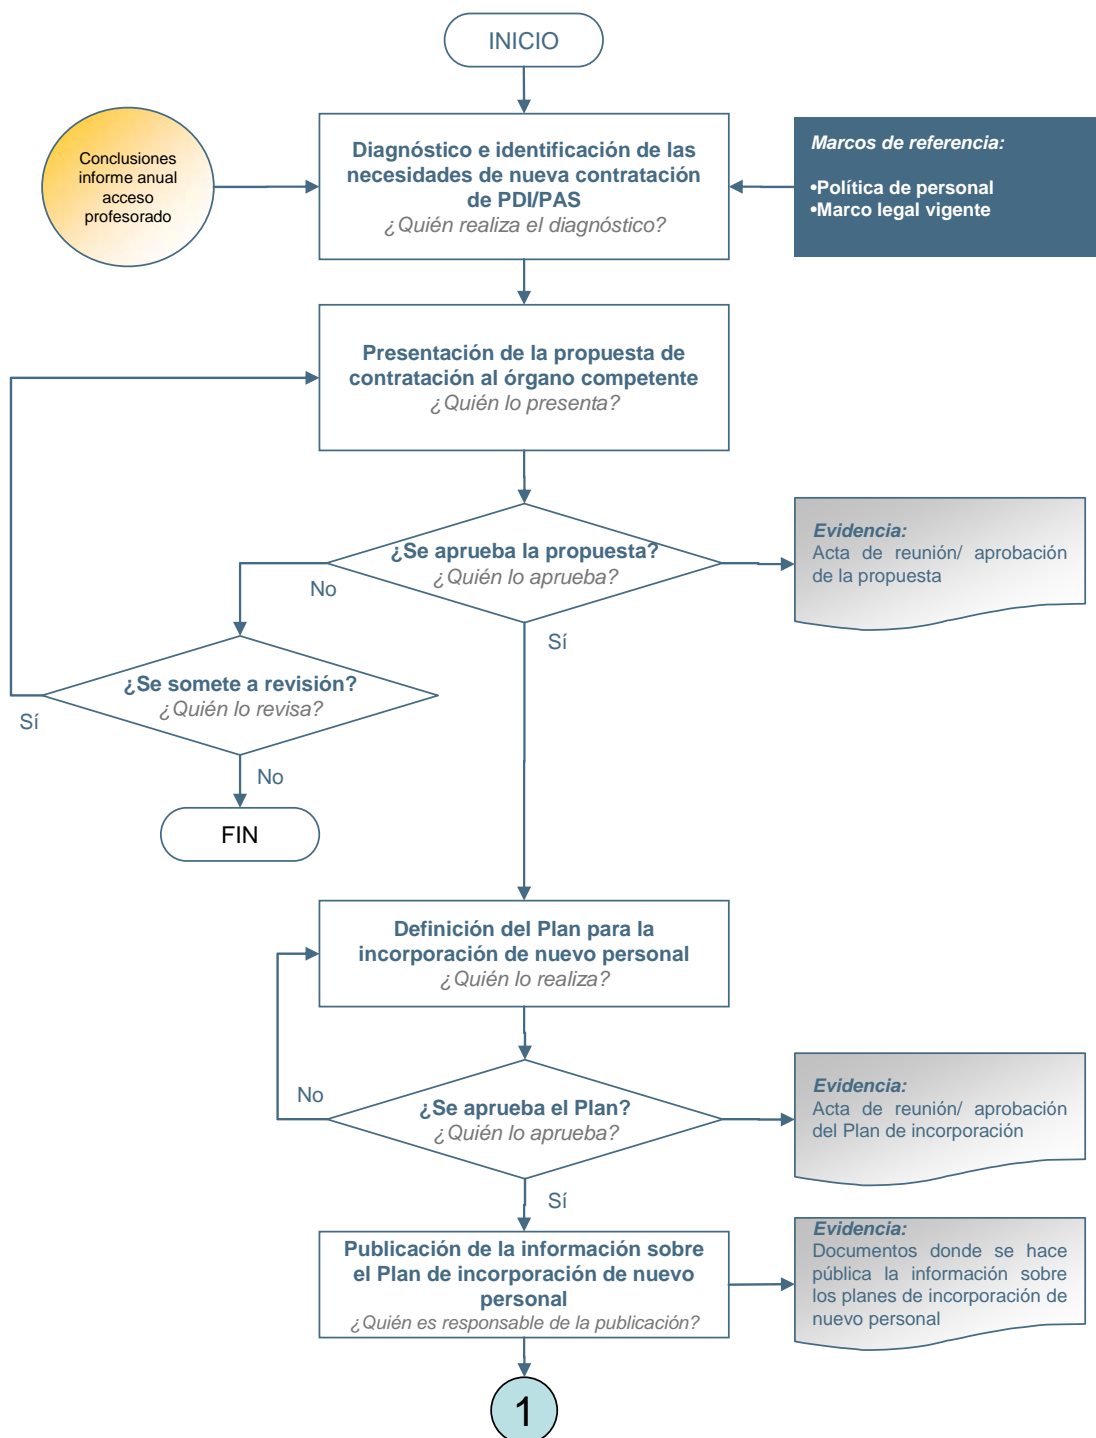 INICIO
Conclusiones
informe anual
acceso
profesorado
Diagnóstico e identificación de las
necesidades de nueva contratación
de PDI/PAS
¿Quién realiza el diagnóstico?
Marcos de referencia:
•Política de personal
•Marco legal vigente
Presentación de la propuesta de
contratación al órgano competente
¿Quién lo presenta?
¿Se aprueba la propuesta?
¿Quién lo aprueba?
No
Sí
Evidencia:
Acta de reunión/ aprobación
de la propuesta
¿Se somete a revisión?
¿Quién lo revisa?
Sí
No
FIN
Definición del Plan para la
incorporación de nuevo personal
¿Quién lo realiza?
No
¿Se aprueba el Plan?
¿Quién lo aprueba?
Sí
Evidencia:
Acta de reunión/ aprobación
del Plan de incorporación
Publicación de la información sobre
el Plan de incorporación de nuevo
personal
¿Quién es responsable de la publicación?
Evidencia:
Documentos donde se hace
pública la información sobre
los planes de incorporación de
nuevo personal
1